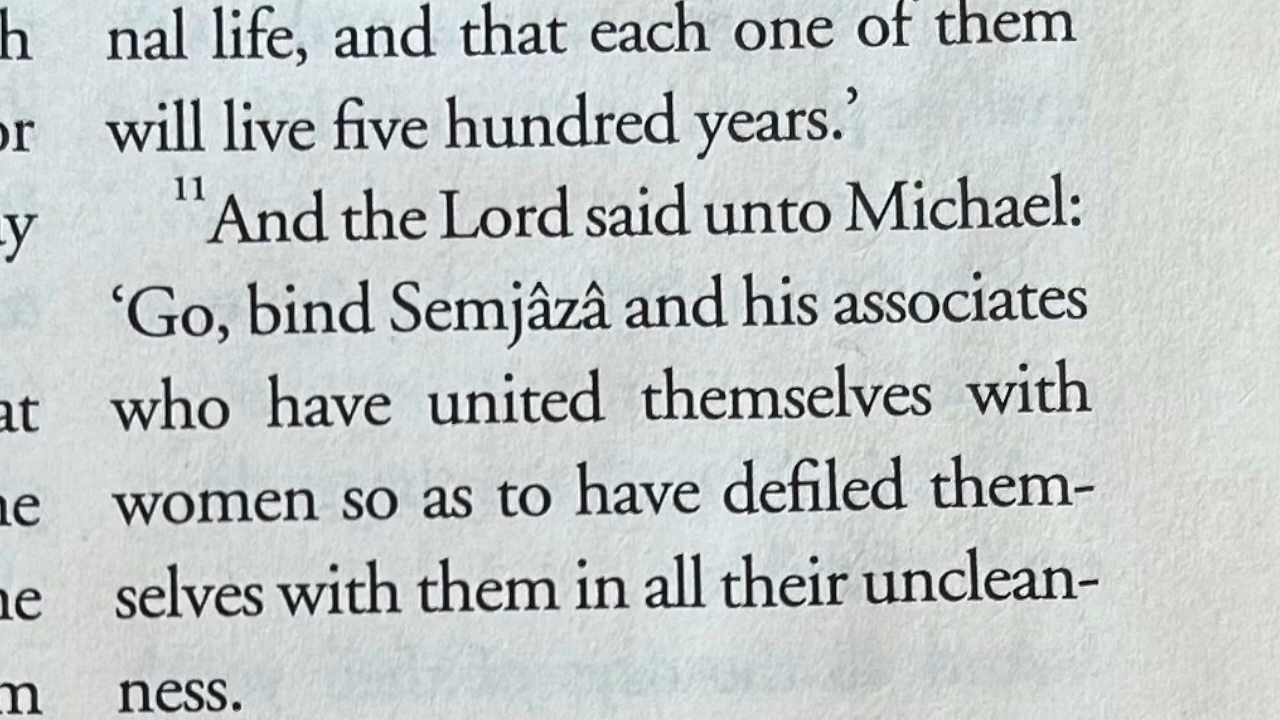 nal life, and that each one of them
will live five hundred years.’
11 And the Lord said unto Michael:
‘Go, bind Semjâzâ and his associates
who have united themselves with
women so as to have defiled them-
selves with them in all their unclean-
ness.